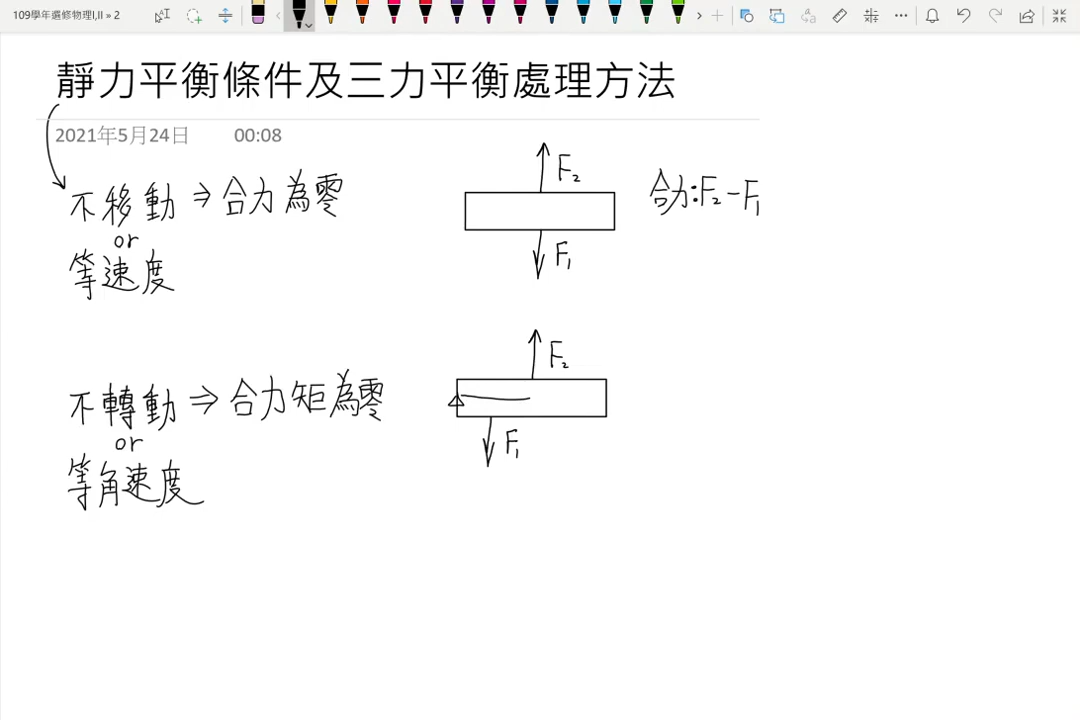 109學年選修物理I,II » 2
靜力平衡條件及三力平衡處理方法
2021年5月24日 00:08
不移動 ⇒ 合力為零
or
等速度
F₂
F₁
合力:F₂-F₁
不轉動 ⇒ 合力矩為零
or
等角速度
F₂
F₁